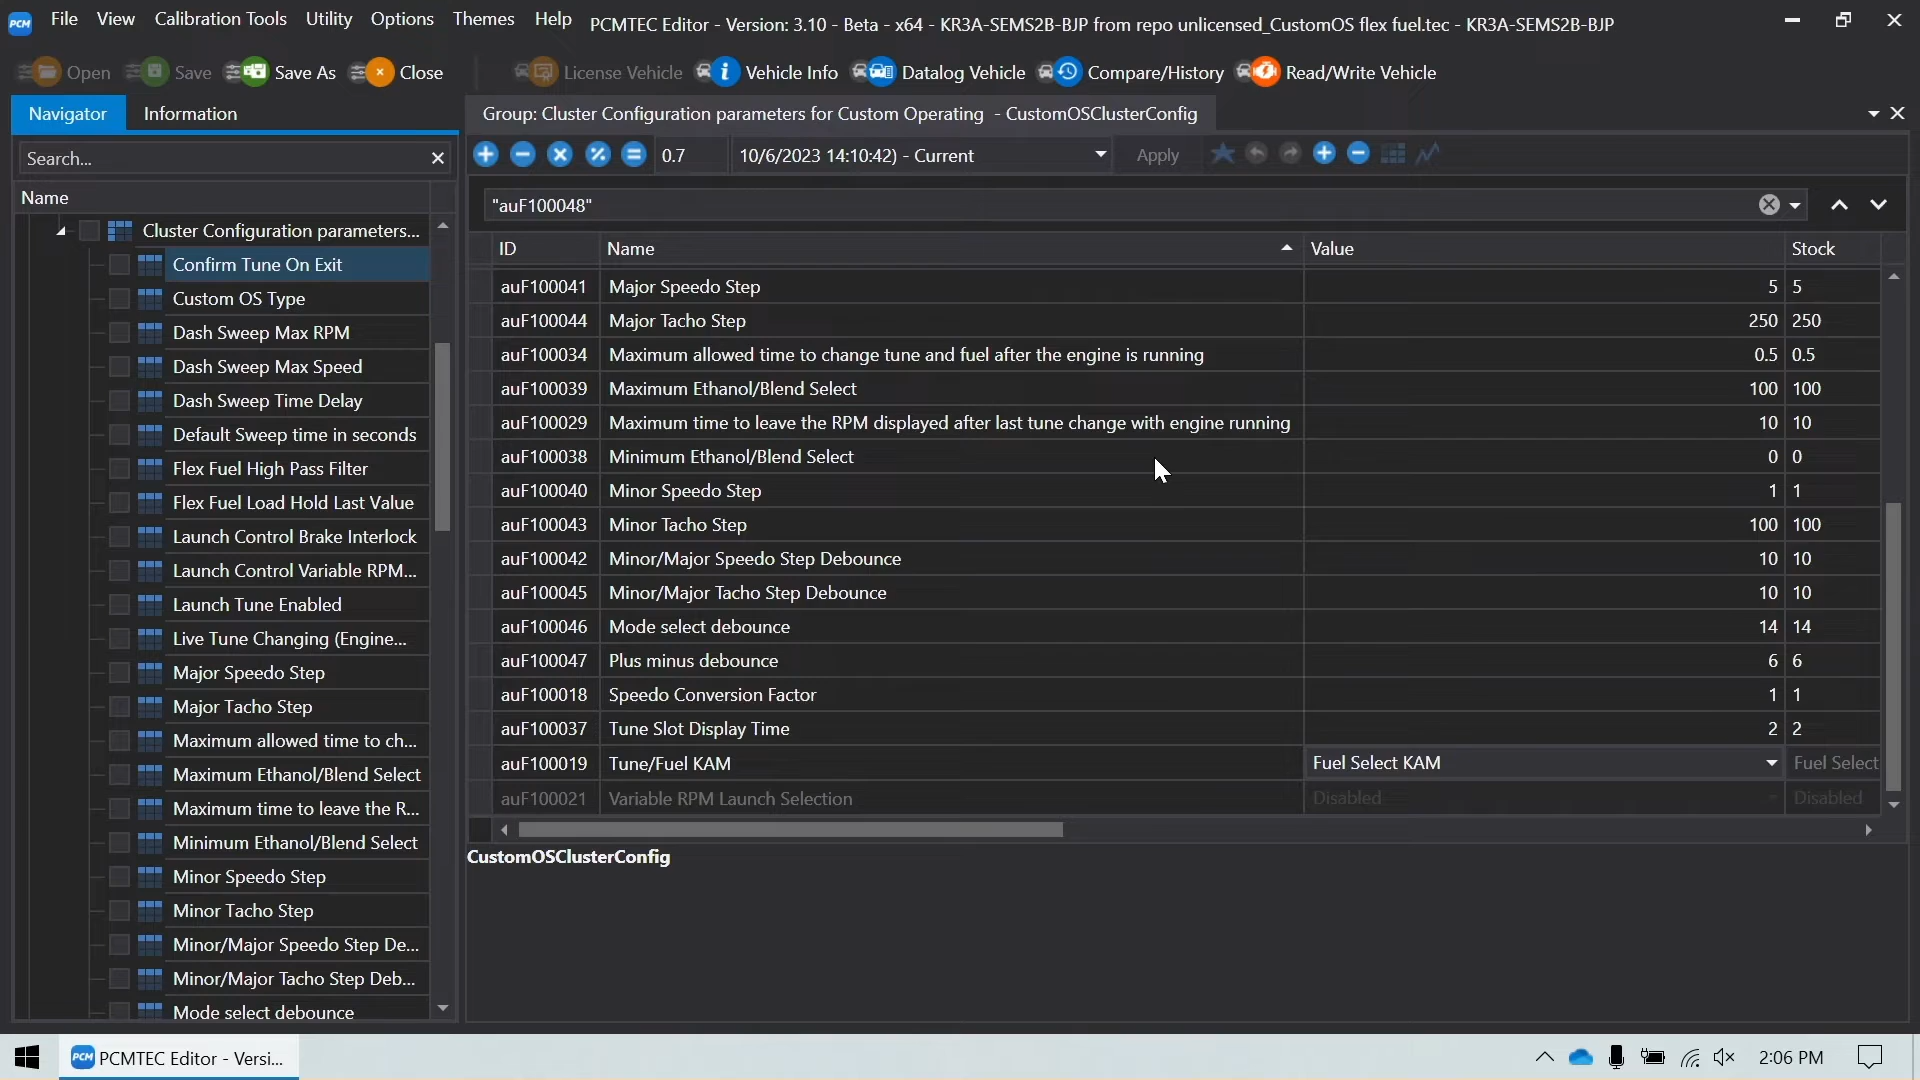 PCM
File View Calibration Tools Utility Options Themes Help PCMTEC Editor - Version: 3.10 - Beta - x64 - KR3A-SEMS2B-BJP from repo unlicensed_CustomOS flex fuel.tec - KR3A-SEMS2B-BJP
Open Save Save As Close License Vehicle Vehicle Info Datalog Vehicle Compare/History Read/Write Vehicle
Navigator Information
Group: Cluster Configuration parameters for Custom Operating - CustomOSClusterConfig
Search...
0.7 10/6/2023 14:10:42) - Current Apply
Name
"auF100048"
Cluster Configuration parameters...
Confirm Tune On Exit
Custom OS Type
Dash Sweep Max RPM
Dash Sweep Max Speed
Dash Sweep Time Delay
Default Sweep time in seconds
Flex Fuel High Pass Filter
Flex Fuel Load Hold Last Value
Launch Control Brake Interlock
Launch Control Variable RPM...
Launch Tune Enabled
Live Tune Changing (Engine...
Major Speedo Step
Major Tacho Step
Maximum allowed time to ch...
Maximum Ethanol/Blend Select
Maximum time to leave the R...
Minimum Ethanol/Blend Select
Minor Speedo Step
Minor Tacho Step
Minor/Major Speedo Step De...
Minor/Major Tacho Step Deb...
Mode select debounce
ID Name Value Stock
auF100041 Major Speedo Step 5 5
auF100044 Major Tacho Step 250 250
auF100034 Maximum allowed time to change tune and fuel after the engine is running 0.5 0.5
auF100039 Maximum Ethanol/Blend Select 100 100
auF100029 Maximum time to leave the RPM displayed after last tune change with engine running 10 10
auF100038 Minimum Ethanol/Blend Select 0 0
auF100040 Minor Speedo Step 1 1
auF100043 Minor Tacho Step 100 100
auF100042 Minor/Major Speedo Step Debounce 10 10
auF100045 Minor/Major Tacho Step Debounce 10 10
auF100046 Mode select debounce 14 14
auF100047 Plus minus debounce 6 6
auF100018 Speedo Conversion Factor 1 1
auF100037 Tune Slot Display Time 2 2
auF100019 Tune/Fuel KAM Fuel Select KAM Fuel Select
auF100021 Variable RPM Launch Selection Disabled Disabled
CustomOSClusterConfig
PCM PCMTEC Editor - Versi... 2:06 PM